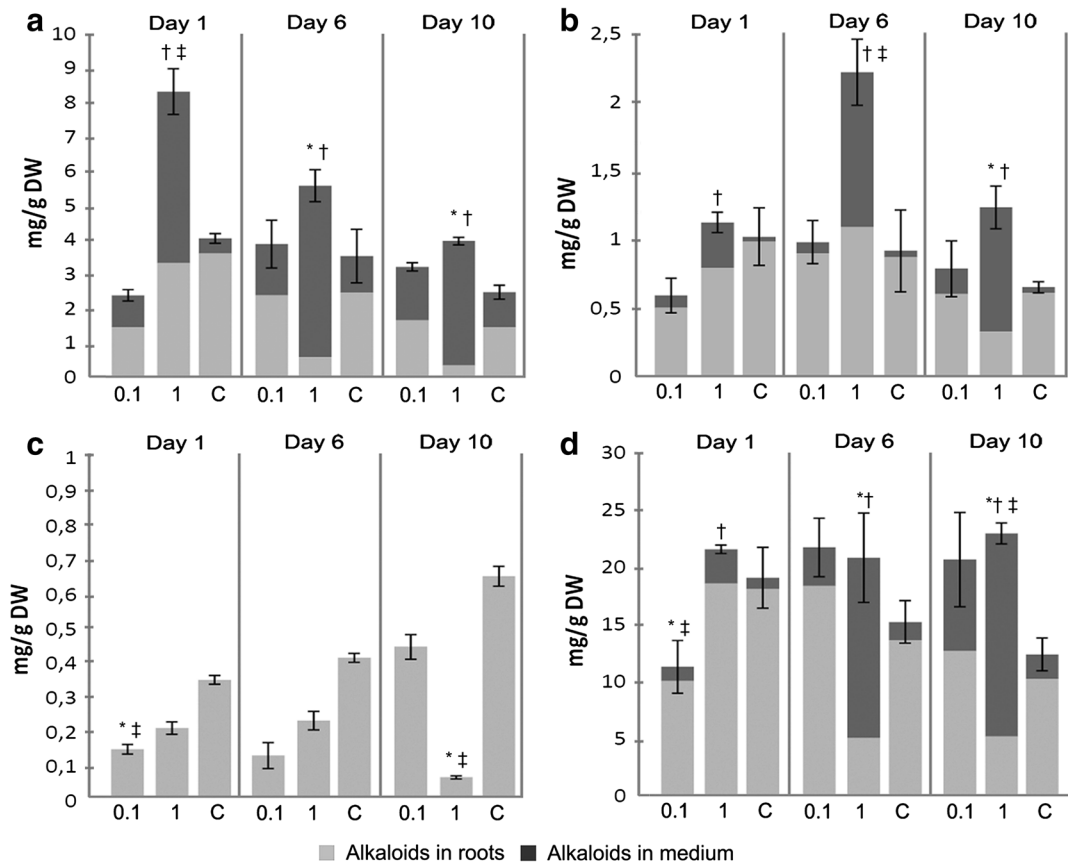 a
Day 1 Day 6 Day 10
mg/g DW
10
9
8
7
6
5
4
3
2
1
0
† ‡
* †
* †
0.1 1 C 0.1 1 C 0.1 1 C
b
Day 1 Day 6 Day 10
mg/g DW
2,5
2
1,5
1
0,5
0
†
† ‡
* †
0.1 1 C 0.1 1 C 0.1 1 C
c
Day 1 Day 6 Day 10
mg/g DW
1
0,9
0,8
0,7
0,6
0,5
0,4
0,3
0,2
0,1
0
* ‡
* ‡
0.1 1 C 0.1 1 C 0.1 1 C
d
Day 1 Day 6 Day 10
mg/g DW
30
25
20
15
10
5
0
* ‡
†
*†
*† ‡
0.1 1 C 0.1 1 C 0.1 1 C
Alkaloids in roots Alkaloids in medium